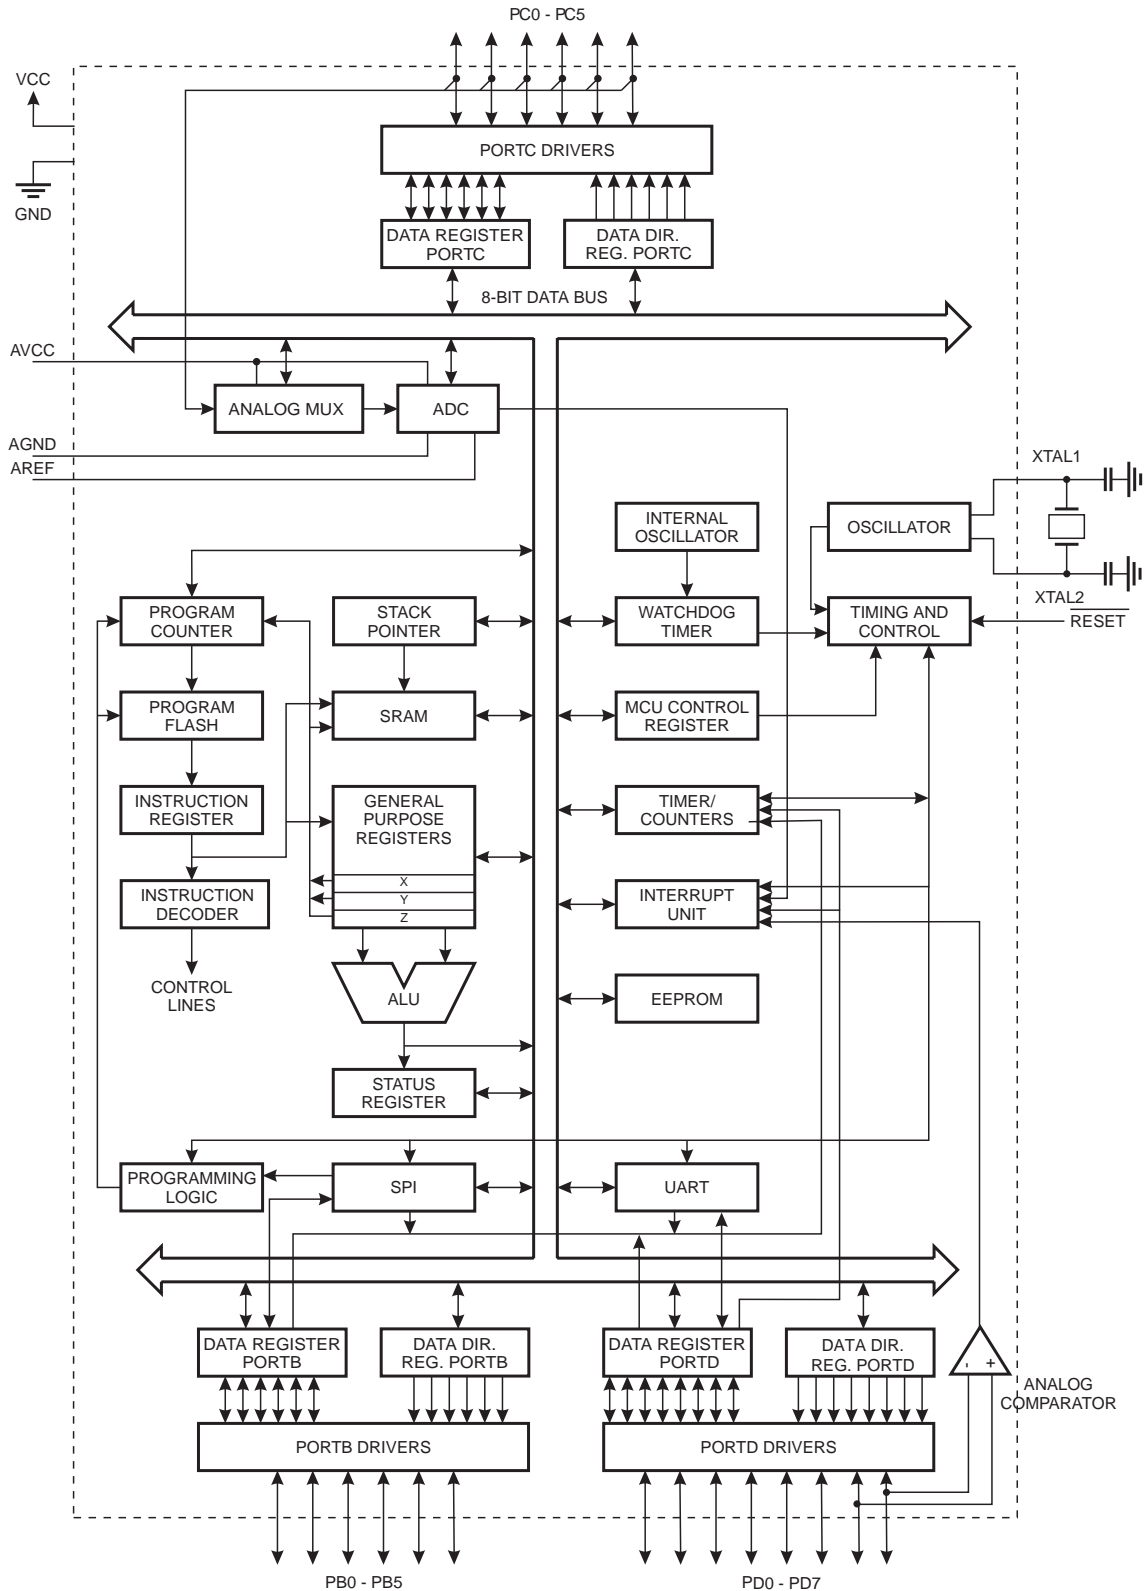 PC0 - PC5
VCC
PORTC DRIVERS
GND
DATA REGISTER
PORTC
DATA DIR.
REG. PORTC
8-BIT DATA BUS
AVCC
ANALOG MUX
ADC
AGND
AREF
XTAL1
INTERNAL
OSCILLATOR
OSCILLATOR
XTAL2
PROGRAM
COUNTER
STACK
POINTER
WATCHDOG
TIMER
TIMING AND
CONTROL
RESET
PROGRAM
FLASH
SRAM
MCU CONTROL
REGISTER
INSTRUCTION
REGISTER
GENERAL
PURPOSE
REGISTERS
X
Y
Z
TIMER/
COUNTERS
INSTRUCTION
DECODER
INTERRUPT
UNIT
CONTROL
LINES
ALU
EEPROM
STATUS
REGISTER
PROGRAMMING
LOGIC
SPI
UART
DATA REGISTER
PORTB
DATA DIR.
REG. PORTB
DATA REGISTER
PORTD
DATA DIR.
REG. PORTD
- +
ANALOG
COMPARATOR
PORTB DRIVERS
PORTD DRIVERS
PB0 - PB5
PD0 - PD7